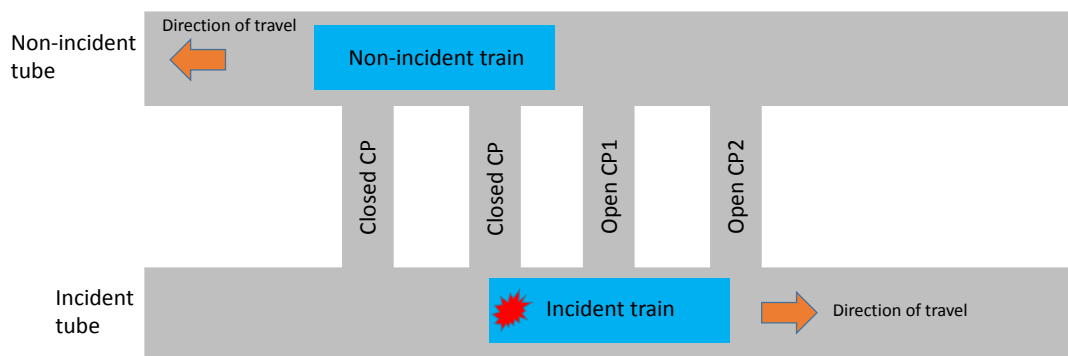 Direction of travel
Non-incident
tube
Non-incident train
Closed CP
Closed CP
Open CP1
Open CP2
Incident
tube
Incident train
Direction of travel